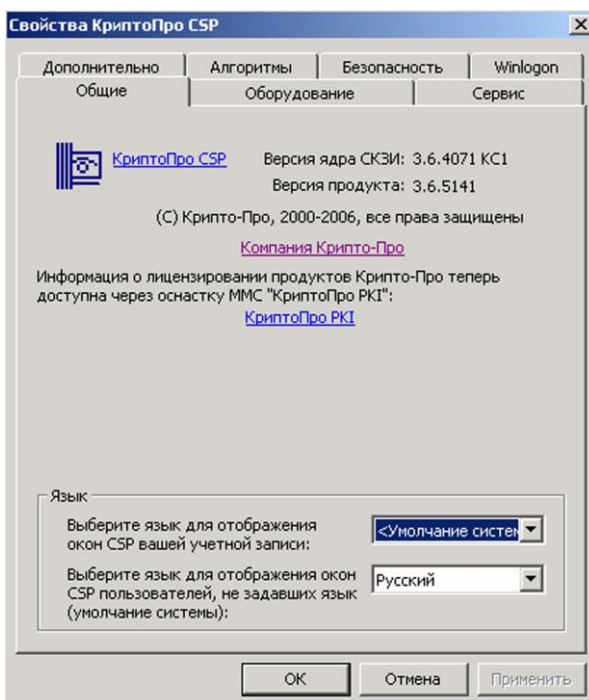 Свойства КриптоПро CSP
Дополнительно Алгоритмы Безопасность Winlogon
Общие Оборудование Сервис
КриптоПро CSP Версия ядра СКЗИ: 3.6.4071 КС1
Версия продукта: 3.6.5141
(C) Крипто-Про, 2000-2006, все права защищены
Компания Крипто-Про
Информация о лицензировании продуктов Крипто-Про теперь
доступна через оснастку MMC "КриптоПро PKI":
КриптоПро PKI
Язык
Выберите язык для отображения
окон CSP вашей учетной записи:
<Умолчание систем
Выберите язык для отображения окон
CSP пользователей, не задавших язык
(умолчание системы):
Русский
ОК Отмена Применить